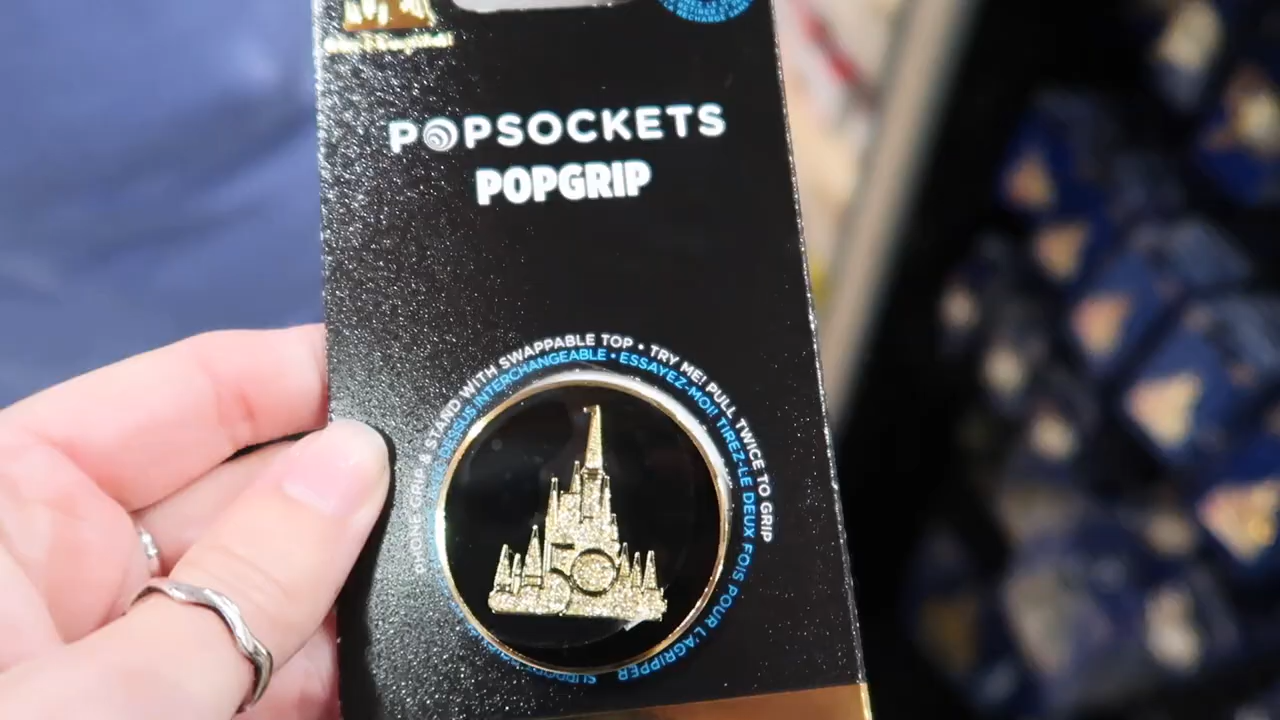 POPSOCKETS
POPGRIP
PHONE GRIP & STAND WITH SWAPPABLE TOP • TRY ME! PULL TWICE TO GRIP
DESSUS INTERCHANGEABLE • ESSAYEZ-MOI! TIREZ-LE DEUX FOIS POUR L'AGRIPPER
50